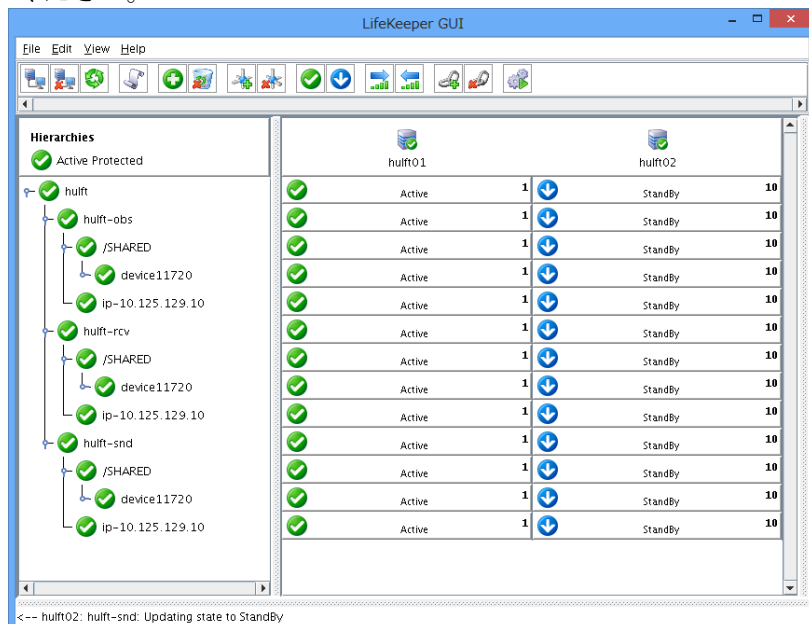 LifeKeeper GUI
File Edit View Help
Hierarchies
Active Protected
hulft01
hulft02
hulft
Active 1
StandBy 10
hulft-obs
Active 1
StandBy 10
/SHARED
Active 1
StandBy 10
device11720
Active 1
StandBy 10
ip-10.125.129.10
Active 1
StandBy 10
hulft-rcv
Active 1
StandBy 10
/SHARED
Active 1
StandBy 10
device11720
Active 1
StandBy 10
ip-10.125.129.10
Active 1
StandBy 10
hulft-snd
Active 1
StandBy 10
/SHARED
Active 1
StandBy 10
device11720
Active 1
StandBy 10
ip-10.125.129.10
Active 1
StandBy 10
<-- hulft02: hulft-snd: Updating state to StandBy